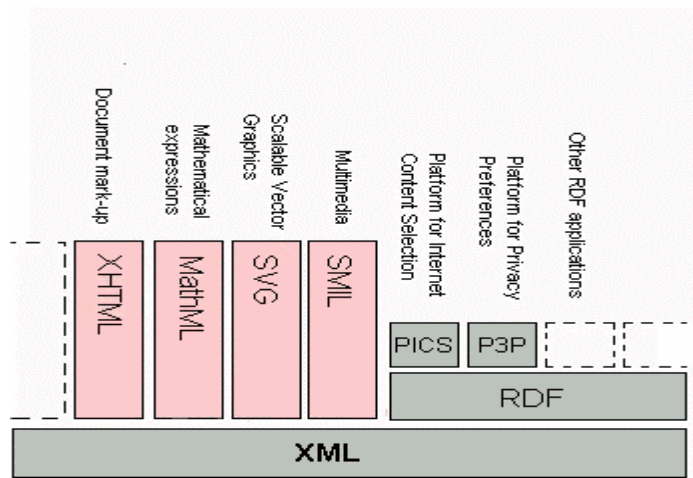 Document mark-up
Mathematical
expressions
Scalable Vector
Graphics
Multimedia
Platform for Internet
Content Selection
Platform for Privacy
Preferences
Other RDF applications
XHTML
MathML
SVG
SMIL
PICS
P3P
RDF
XML